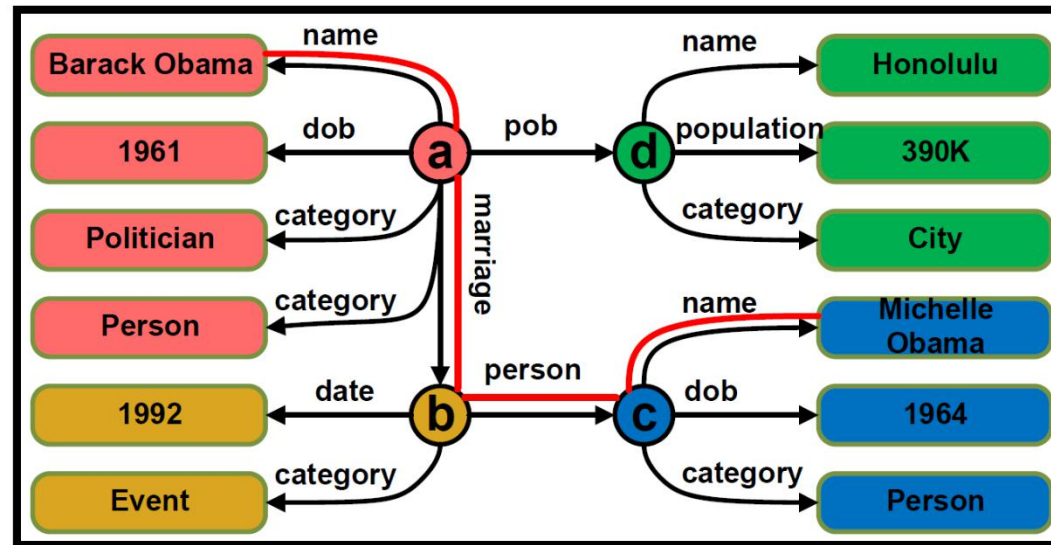 name
name
Barack Obama
Honolulu
dob
pob
population
1961
a
d
390K
category
marriage
category
Politician
City
category
name
Person
Michelle
Obama
person
date
dob
1992
b
c
1964
category
category
Event
Person